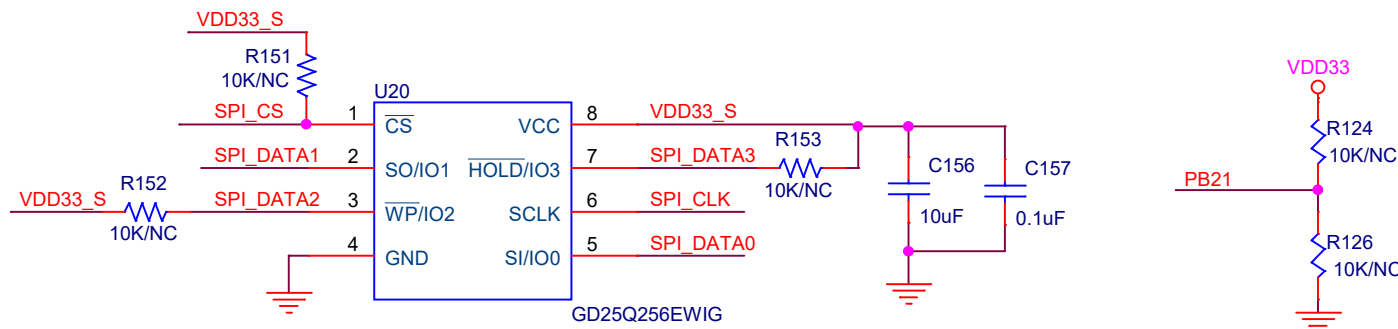 VDD33_S
R151
10K/NC
U20
SPI_CS
1
CS
VCC
8
VDD33_S
SPI_DATA1
2
SO/IO1
HOLD/IO3
7
SPI_DATA3
R153
10K/NC
VDD33_S
R152
10K/NC
SPI_DATA2
3
WP/IO2
SCLK
6
SPI_CLK
4
GND
SI/IO0
5
SPI_DATA0
GD25Q256EWIG
C156
10uF
C157
0.1uF
VDD33
R124
10K/NC
PB21
R126
10K/NC